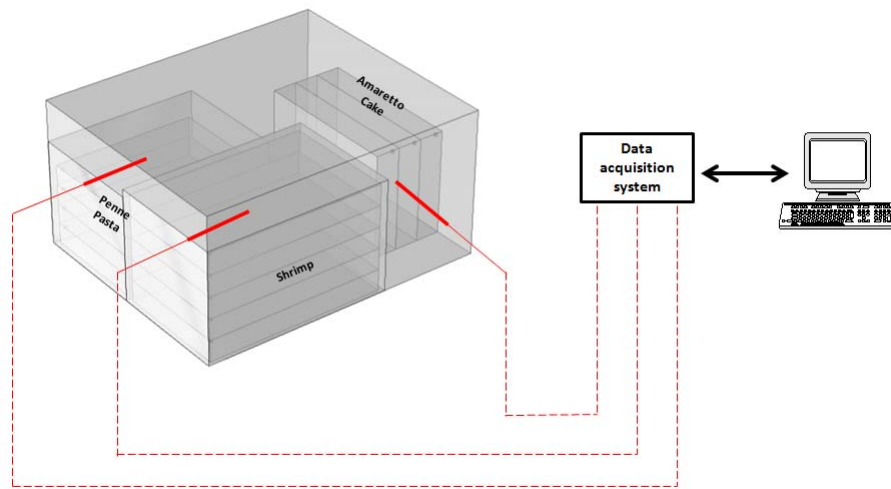 Amaretto
Cake
Penne
Pasta
Shrimp
Data
acquisition
system